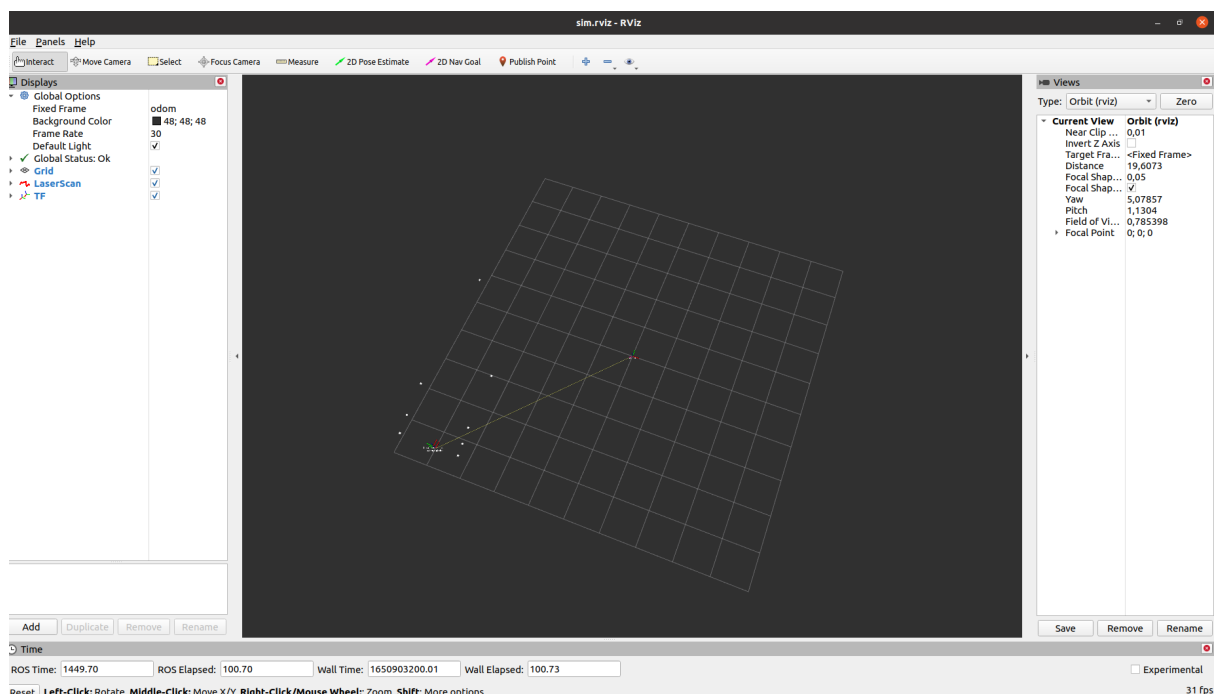 sim.rviz - RViz
File Panels Help
Interact Move Camera Select Focus Camera Measure 2D Pose Estimate 2D Nav Goal Publish Point
Displays
Global Options
Fixed Frame odom
Background Color 48; 48; 48
Frame Rate 30
Default Light
Global Status: Ok
Grid
LaserScan
TF
Add Duplicate Remove Rename
Views
Type: Orbit (rviz) Zero
Current View Orbit (rviz)
Near Clip ... 0,01
Invert Z Axis
Target Fra... <Fixed Frame>
Distance 19,6073
Focal Shap... 0,05
Focal Shap...
Yaw 5,07857
Pitch 1,1304
Field of Vi... 0,785398
Focal Point 0; 0; 0
Save Remove Rename
Time
ROS Time: 1449.70 ROS Elapsed: 100.70 Wall Time: 1650903200.01 Wall Elapsed: 100.73 Experimental
Reset Left-Click: Rotate. Middle-Click: Move X/Y. Right-Click/Mouse Wheel:: Zoom. Shift: More options. 31 fps